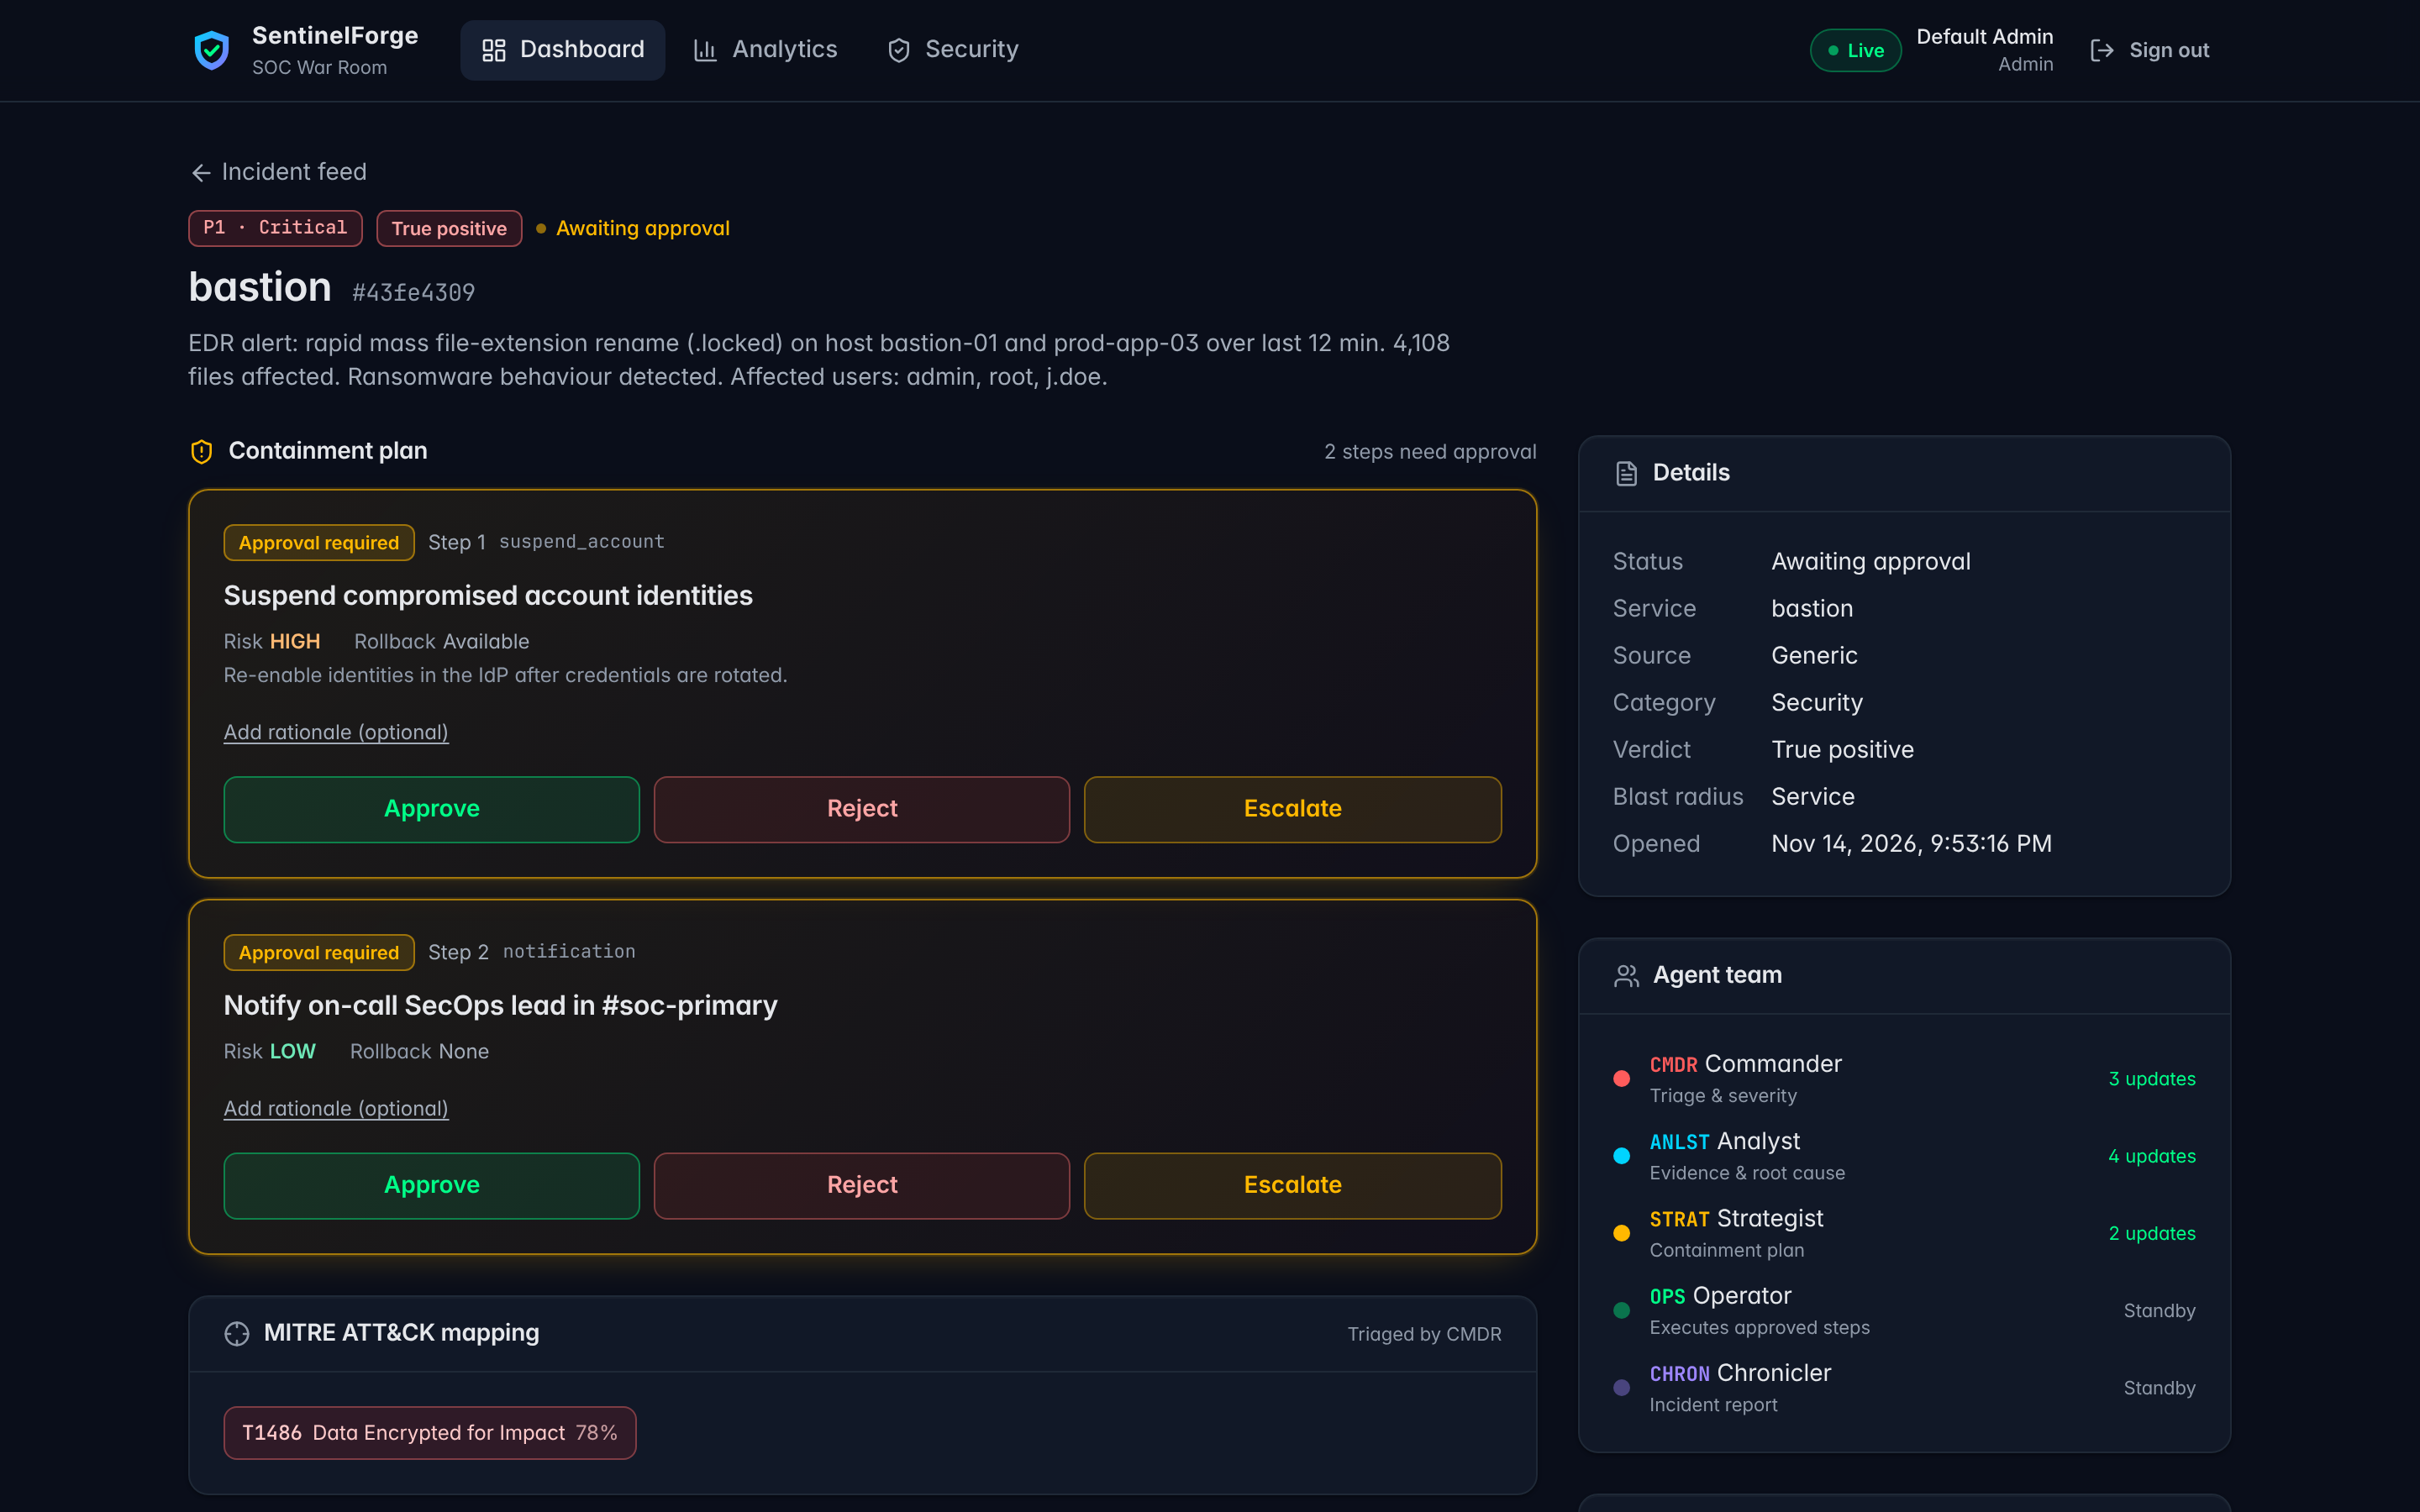 SentinelForge
SOC War Room
Dashboard
Analytics
Security
Live
Default Admin
Admin
Sign out
Incident feed
P1 · Critical
True positive
Awaiting approval
bastion #43fe4309
EDR alert: rapid mass file-extension rename (.locked) on host bastion-01 and prod-app-03 over last 12 min. 4,108
files affected. Ransomware behaviour detected. Affected users: admin, root, j.doe.
Containment plan
2 steps need approval
Approval required Step 1 suspend_account
Suspend compromised account identities
Risk HIGH Rollback Available
Re-enable identities in the IdP after credentials are rotated.
Add rationale (optional)
Approve
Reject
Escalate
Approval required Step 2 notification
Notify on-call SecOps lead in #soc-primary
Risk LOW Rollback None
Add rationale (optional)
Approve
Reject
Escalate
MITRE ATT&CK mapping
Triaged by CMDR
T1486 Data Encrypted for Impact 78%
Details
Status Awaiting approval
Service bastion
Source Generic
Category Security
Verdict True positive
Blast radius Service
Opened Nov 14, 2026, 9:53:16 PM
Agent team
CMDR Commander
Triage & severity
3 updates
ANLST Analyst
Evidence & root cause
4 updates
STRAT Strategist
Containment plan
2 updates
OPS Operator
Executes approved steps
Standby
CHRON Chronicler
Incident report
Standby